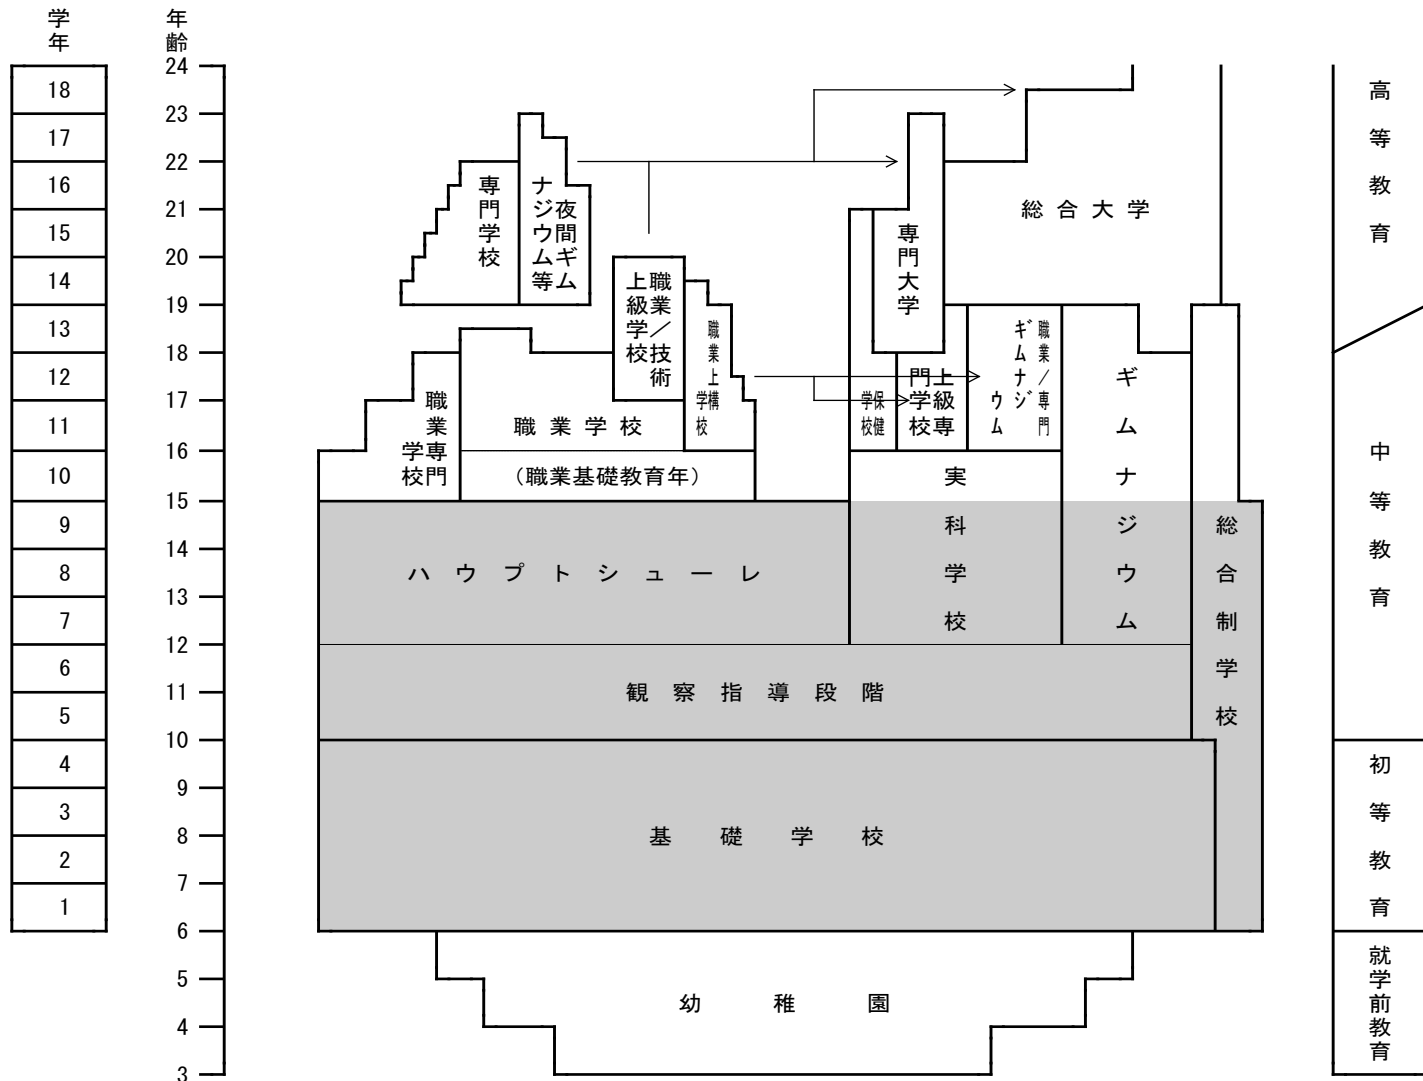 学年
年齢
24
18
23
17
22
16
21
15
20
14
19
13
18
12
17
11
16
10
15
9
14
8
13
7
12
6
11
5
10
4
9
3
8
2
7
1
6
5
4
3
専門学校
夜間ギム
ナジウム等
職業/技術
上級学校
職業上構
学校
職業専門
学校
職業学校
(職業基礎教育年)
専門大学
総合大学
保健
学校
上級専
門学校
職業/専門
ギムナジ
ウム
ギムナジウム
実科学校
総合制学校
ハウプトシューレ
観察指導段階
基礎学校
幼稚園
高等教育
中等教育
初等教育
就学前教育